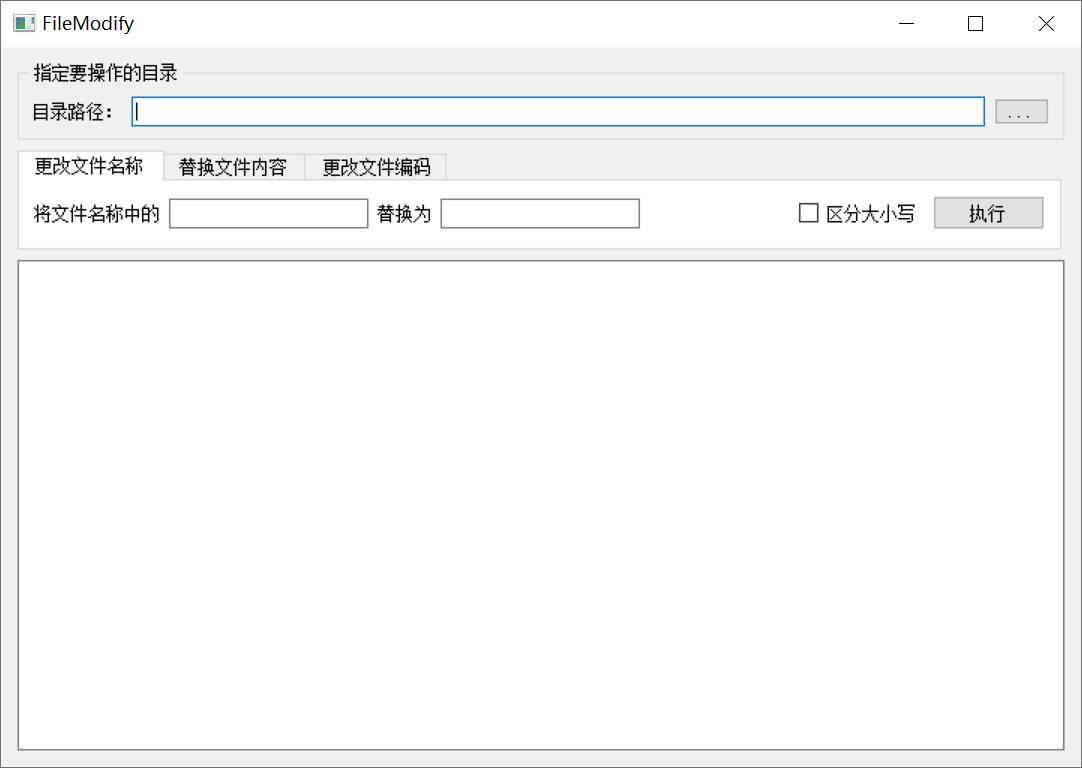 FileModify
指定要操作的目录
目录路径：
...
更改文件名称 替换文件内容 更改文件编码
将文件名称中的 替换为 区分大小写 执行